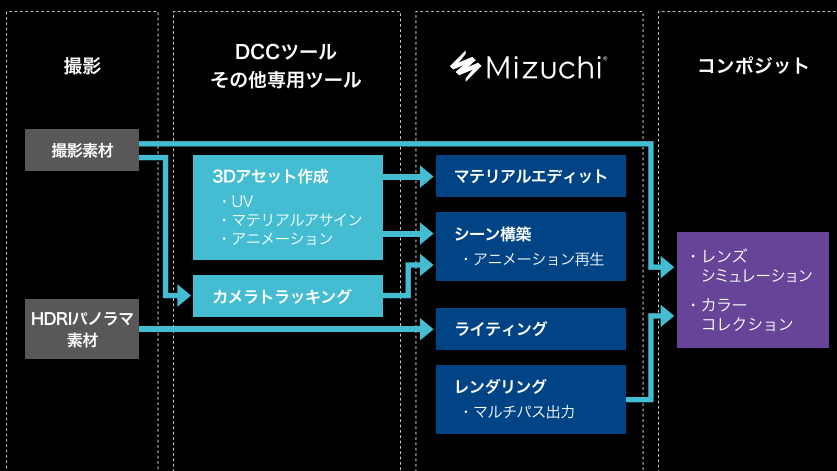 撮影
DCCツール
その他専用ツール
Mizuchi®
コンポジット
撮影素材
HDRIパノラマ
素材
3Dアセット作成
・UV
・マテリアルアサイン
・アニメーション
カメラトラッキング
マテリアルエディット
シーン構築
・アニメーション再生
ライティング
レンダリング
・マルチパス出力
・レンズ
シミュレーション
・カラー
コレクション